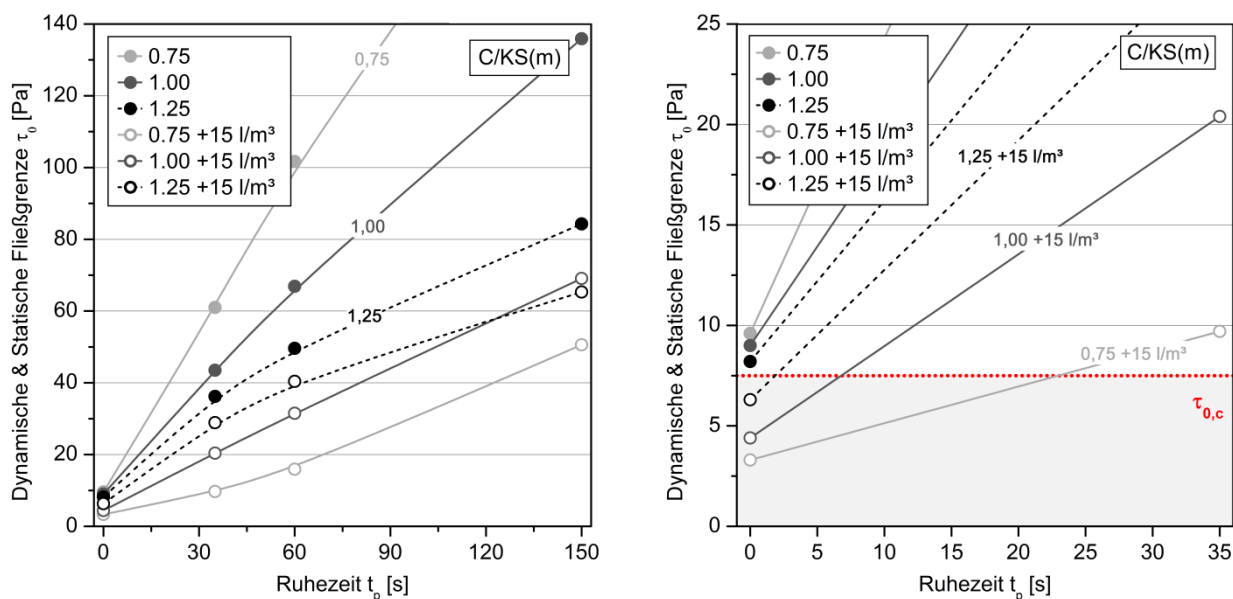 Dynamische & Statische Fließgrenze τ₀ [Pa]
140
120
100
80
60
40
20
0
0.75
1.00
1.25
0.75 +15 l/m³
1.00 +15 l/m³
1.25 +15 l/m³
C/KS(m)
0,75
1,00
1,25
0 30 60 90 120 150
Ruhezeit tₚ [s]
Dynamische & Statische Fließgrenze τ₀ [Pa]
25
20
15
10
5
0
0.75
1.00
1.25
0.75 +15 l/m³
1.00 +15 l/m³
1.25 +15 l/m³
C/KS(m)
1,25 +15 l/m³
1,00 +15 l/m³
0,75 +15 l/m³
τ0,c
0 5 10 15 20 25 30 35
Ruhezeit tₚ [s]